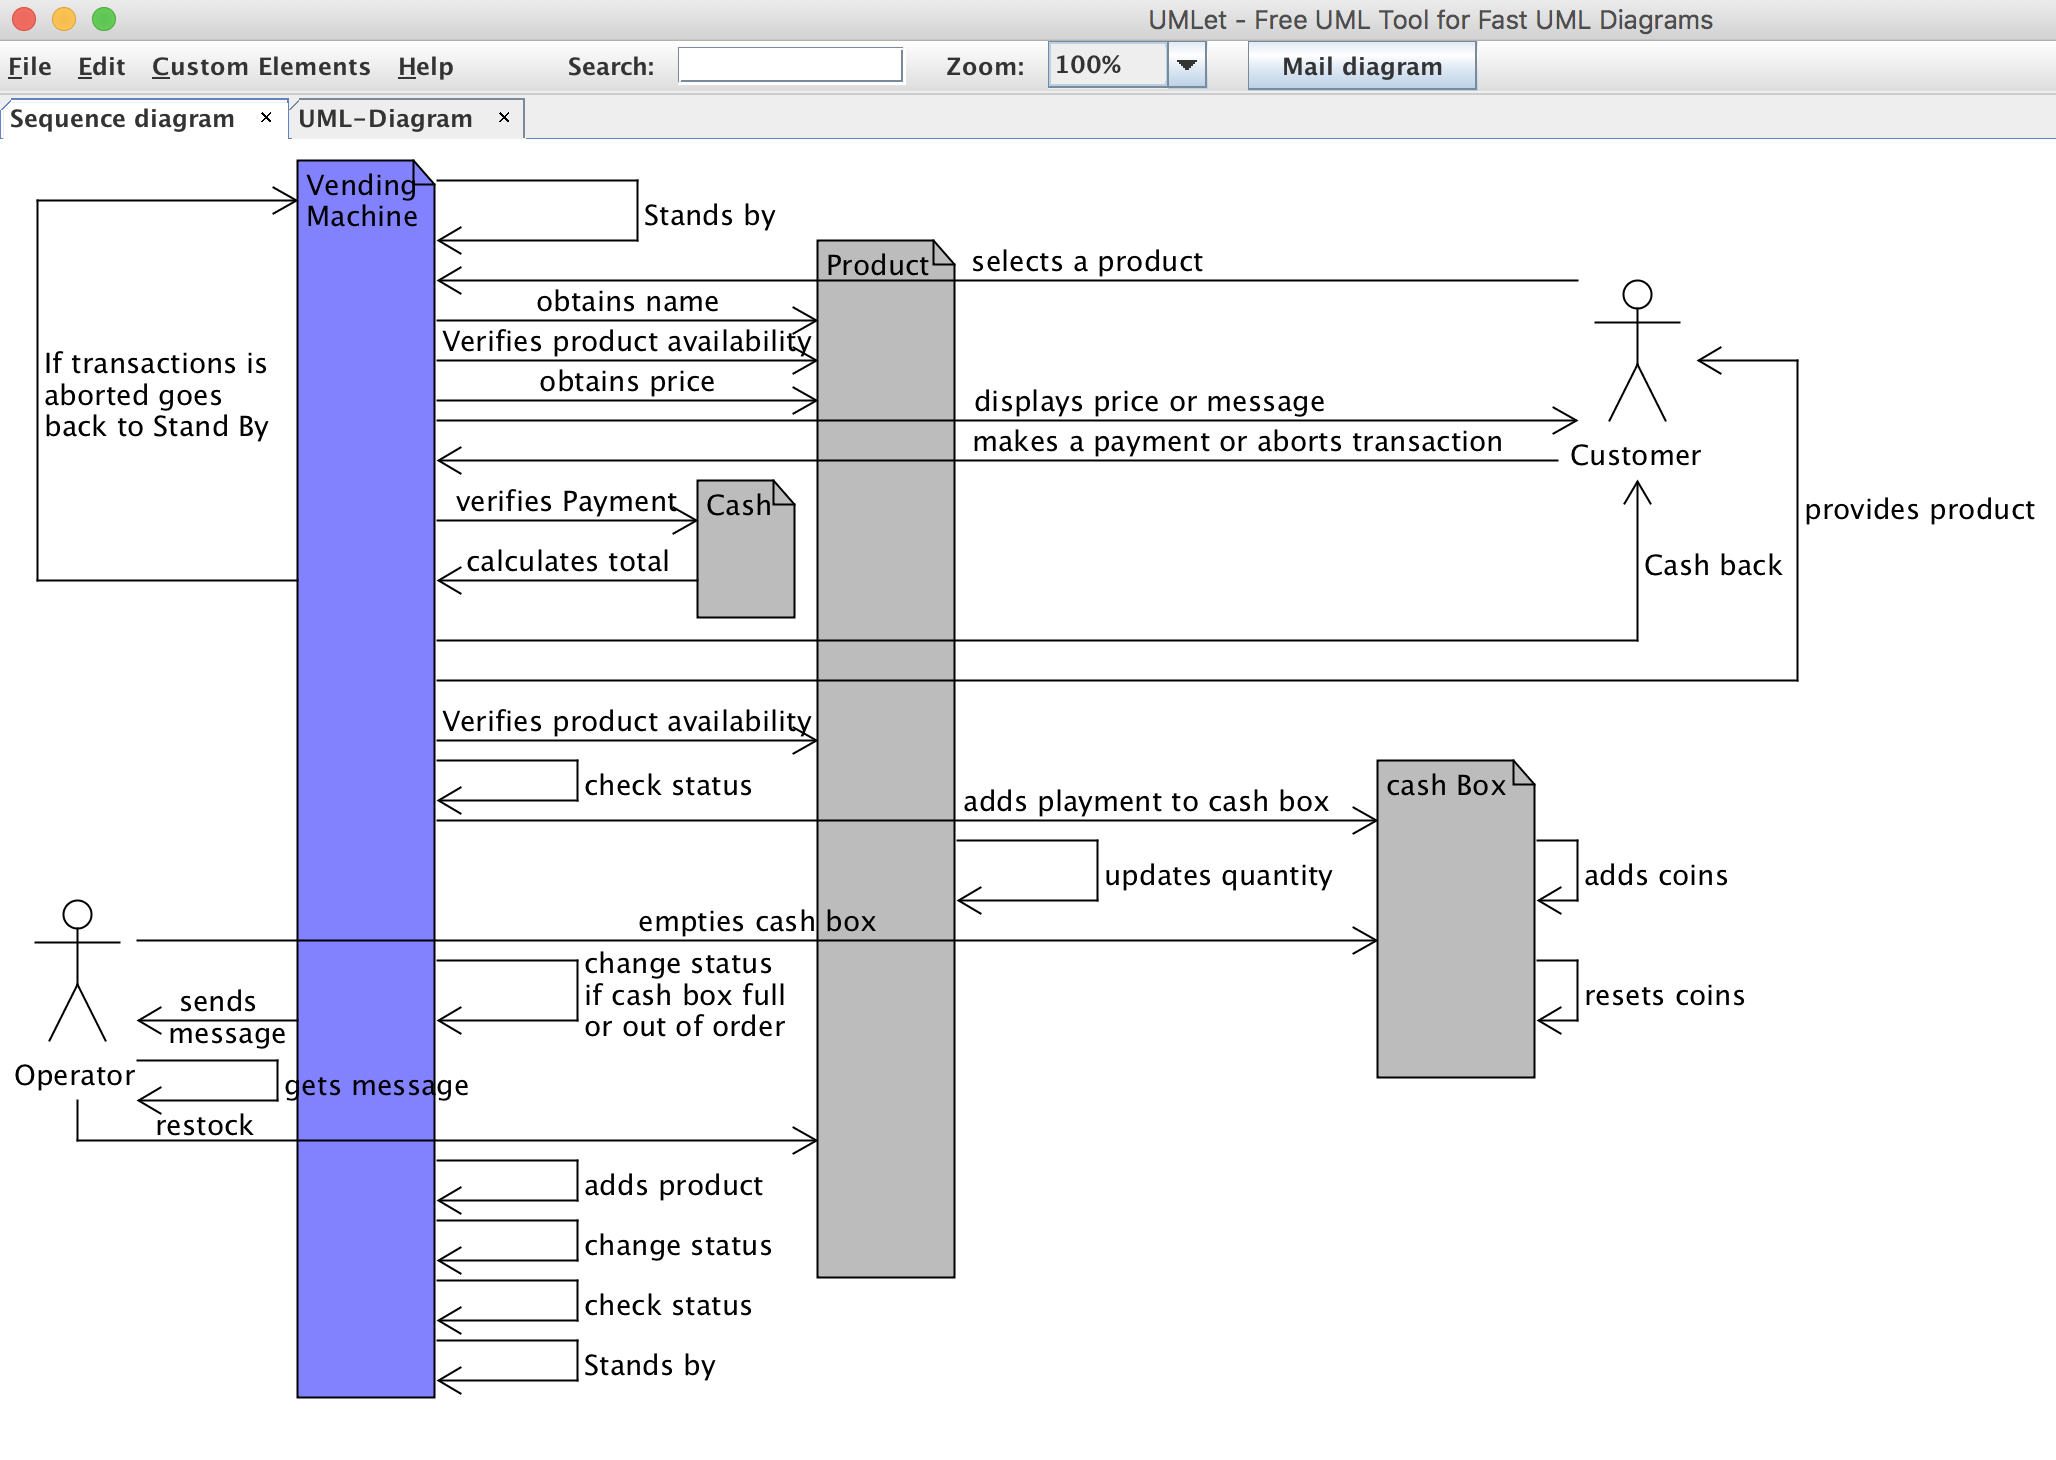 UMLet - Free UML Tool for Fast UML Diagrams
File Edit Custom Elements Help Search: Zoom: 100% Mail diagram
Sequence diagram × UML-Diagram ×
Vending
Machine
Stands by
Product
selects a product
obtains name
Verifies product availability
If transactions is
aborted goes
back to Stand By
obtains price
displays price or message
makes a payment or aborts transaction
Customer
verifies Payment
Cash
provides product
calculates total
Cash back
Verifies product availability
check status
cash Box
adds playment to cash box
updates quantity
adds coins
empties cash box
change status
if cash box full
or out of order
sends
message
resets coins
Operator
gets message
restock
adds product
change status
check status
Stands by